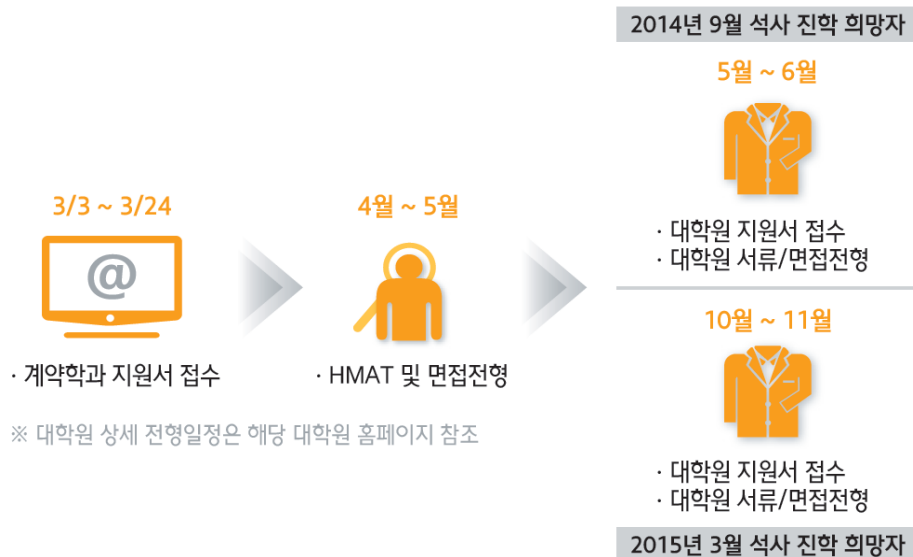 3/3 ~ 3/24
@
· 계약학과 지원서 접수
4월 ~ 5월
· HMAT 및 면접전형
※ 대학원 상세 전형일정은 해당 대학원 홈페이지 참조
2014년 9월 석사 진학 희망자
5월 ~ 6월
· 대학원 지원서 접수
· 대학원 서류/면접전형
10월 ~ 11월
· 대학원 지원서 접수
· 대학원 서류/면접전형
2015년 3월 석사 진학 희망자